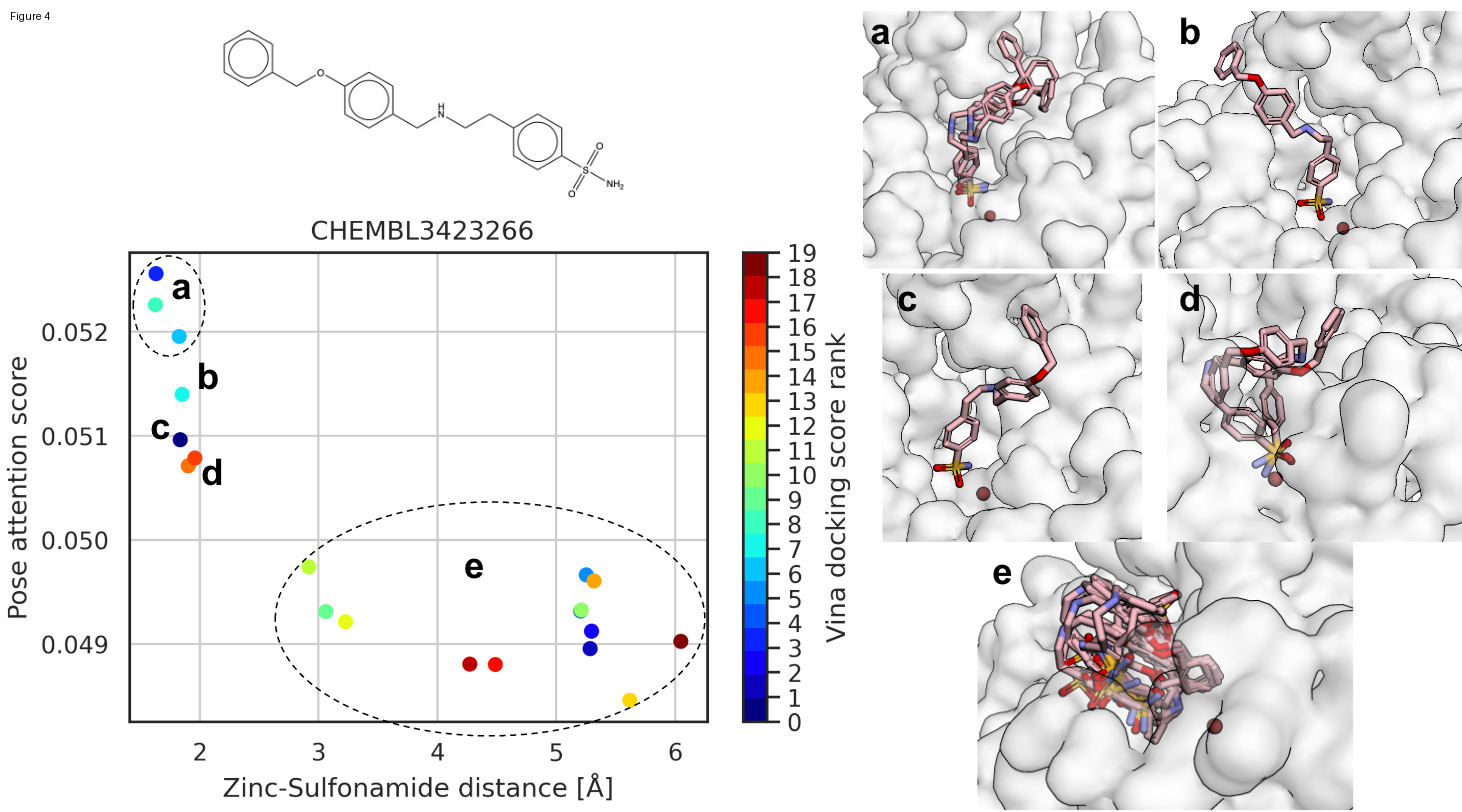 Figure 4
O
H
N
O
S
NH2
O
CHEMBL3423266
Pose attention score
0.052
0.051
0.050
0.049
2
3
4
5
6
Zinc-Sulfonamide distance [Å]
a
b
c
d
e
19
18
17
16
15
14
13
12
11
10
9
8
7
6
5
4
3
2
1
0
Vina docking score rank
a
b
c
d
e